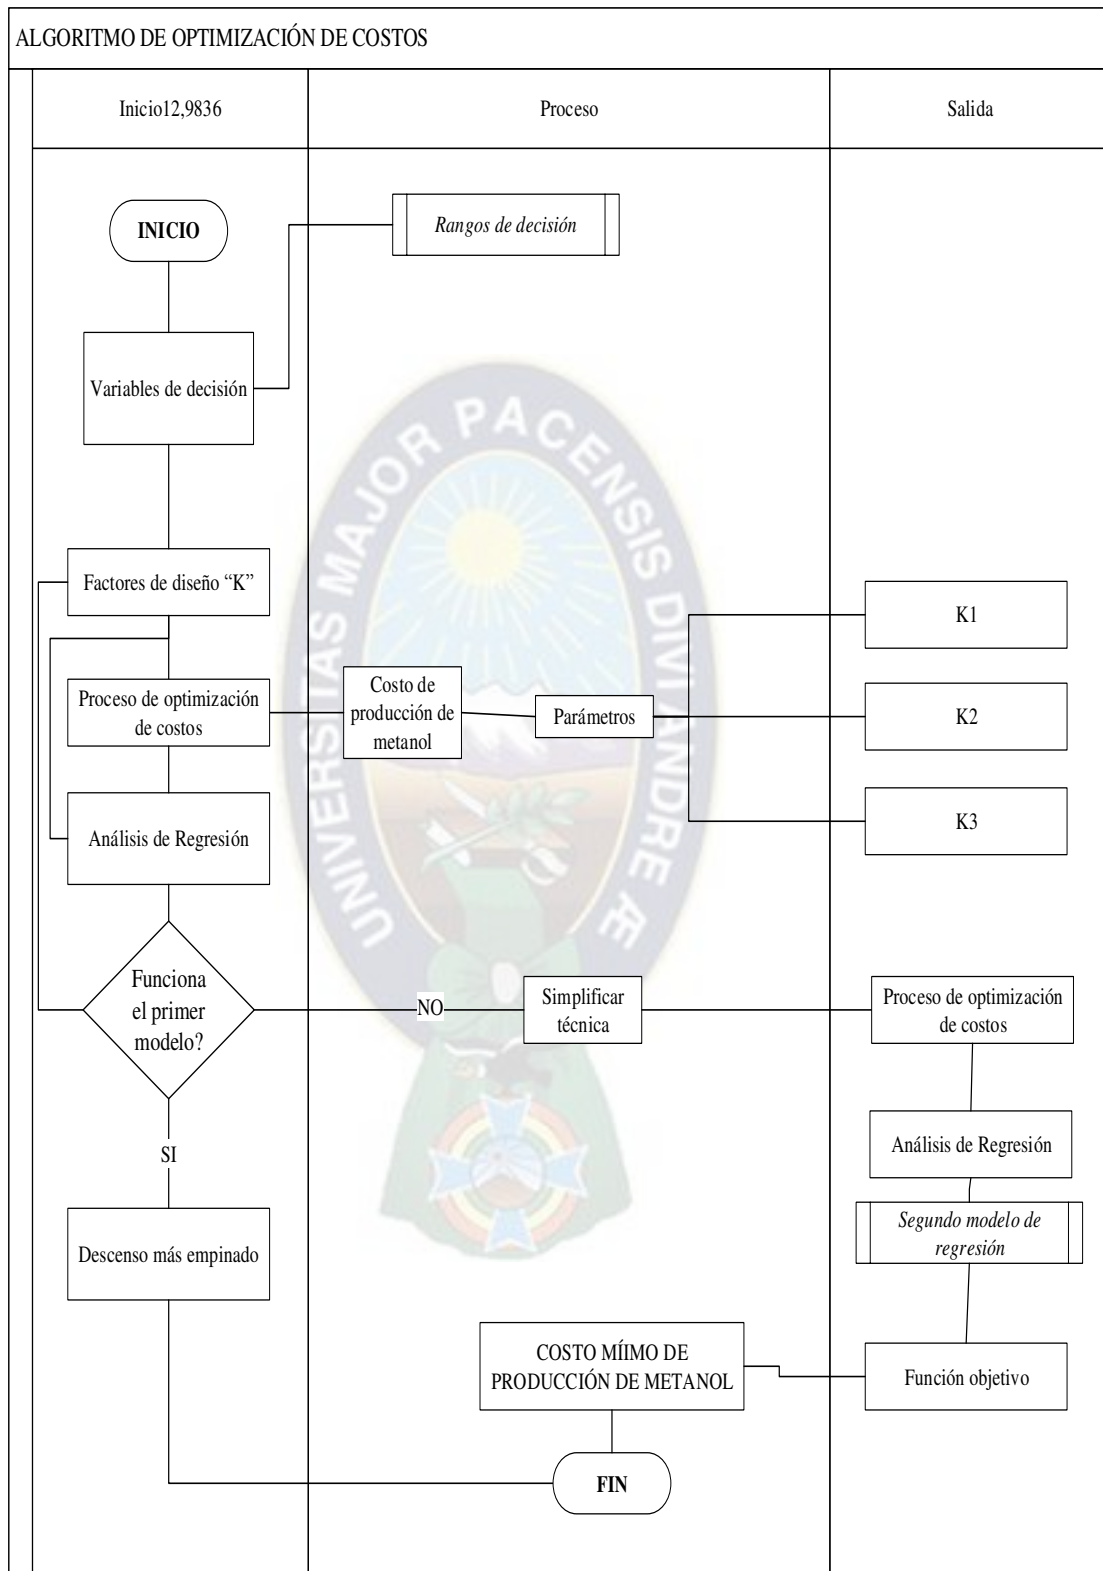 ALGORITMO DE OPTIMIZACIÓN DE COSTOS
Inicio12,9836
Proceso
Salida
INICIO
Rangos de decisión
Variables de decisión
Factores de diseño “K”
K1
Proceso de optimización
de costos
Costo de
producción de
metanol
Parámetros
K2
Análisis de Regresión
K3
Funciona
el primer
modelo?
NO
Simplificar
técnica
Proceso de optimización
de costos
SI
Análisis de Regresión
Segundo modelo de
regresión
Descenso más empinado
COSTO MÍIMO DE
PRODUCCIÓN DE METANOL
Función objetivo
FIN
UNIVERSITAS MAJOR PACENSIS DIVI ANDRE Æ